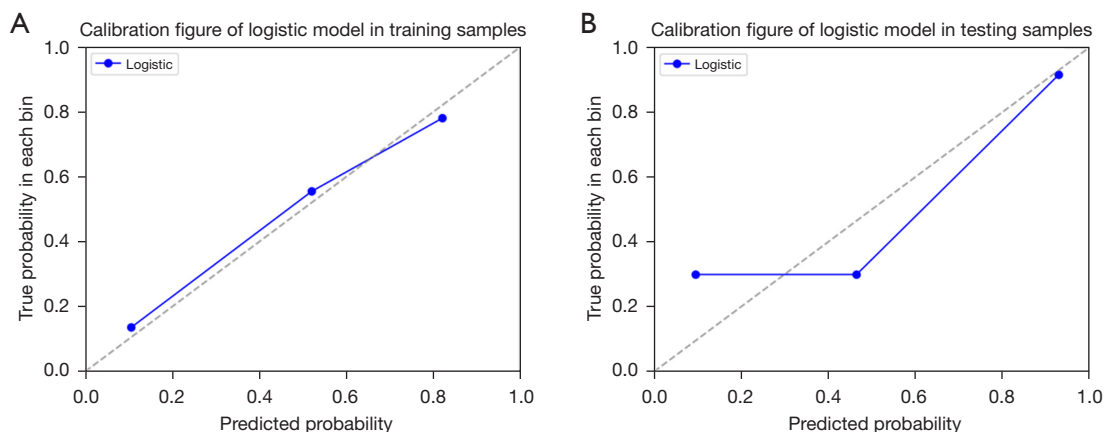 A
Calibration figure of logistic model in training samples
1.0
0.8
0.6
0.4
0.2
0.0
True probability in each bin
Logistic
0.0 0.2 0.4 0.6 0.8 1.0
Predicted probability
B
Calibration figure of logistic model in testing samples
1.0
0.8
0.6
0.4
0.2
0.0
True probability in each bin
Logistic
0.0 0.2 0.4 0.6 0.8 1.0
Predicted probability